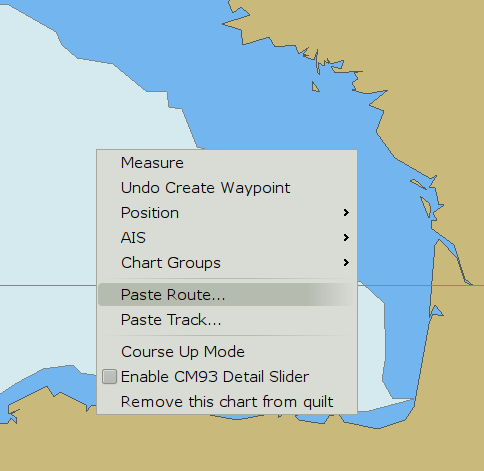 Measure
Undo Create Waypoint
Position
AIS
Chart Groups
Paste Route...
Paste Track...
Course Up Mode
Enable CM93 Detail Slider
Remove this chart from quilt